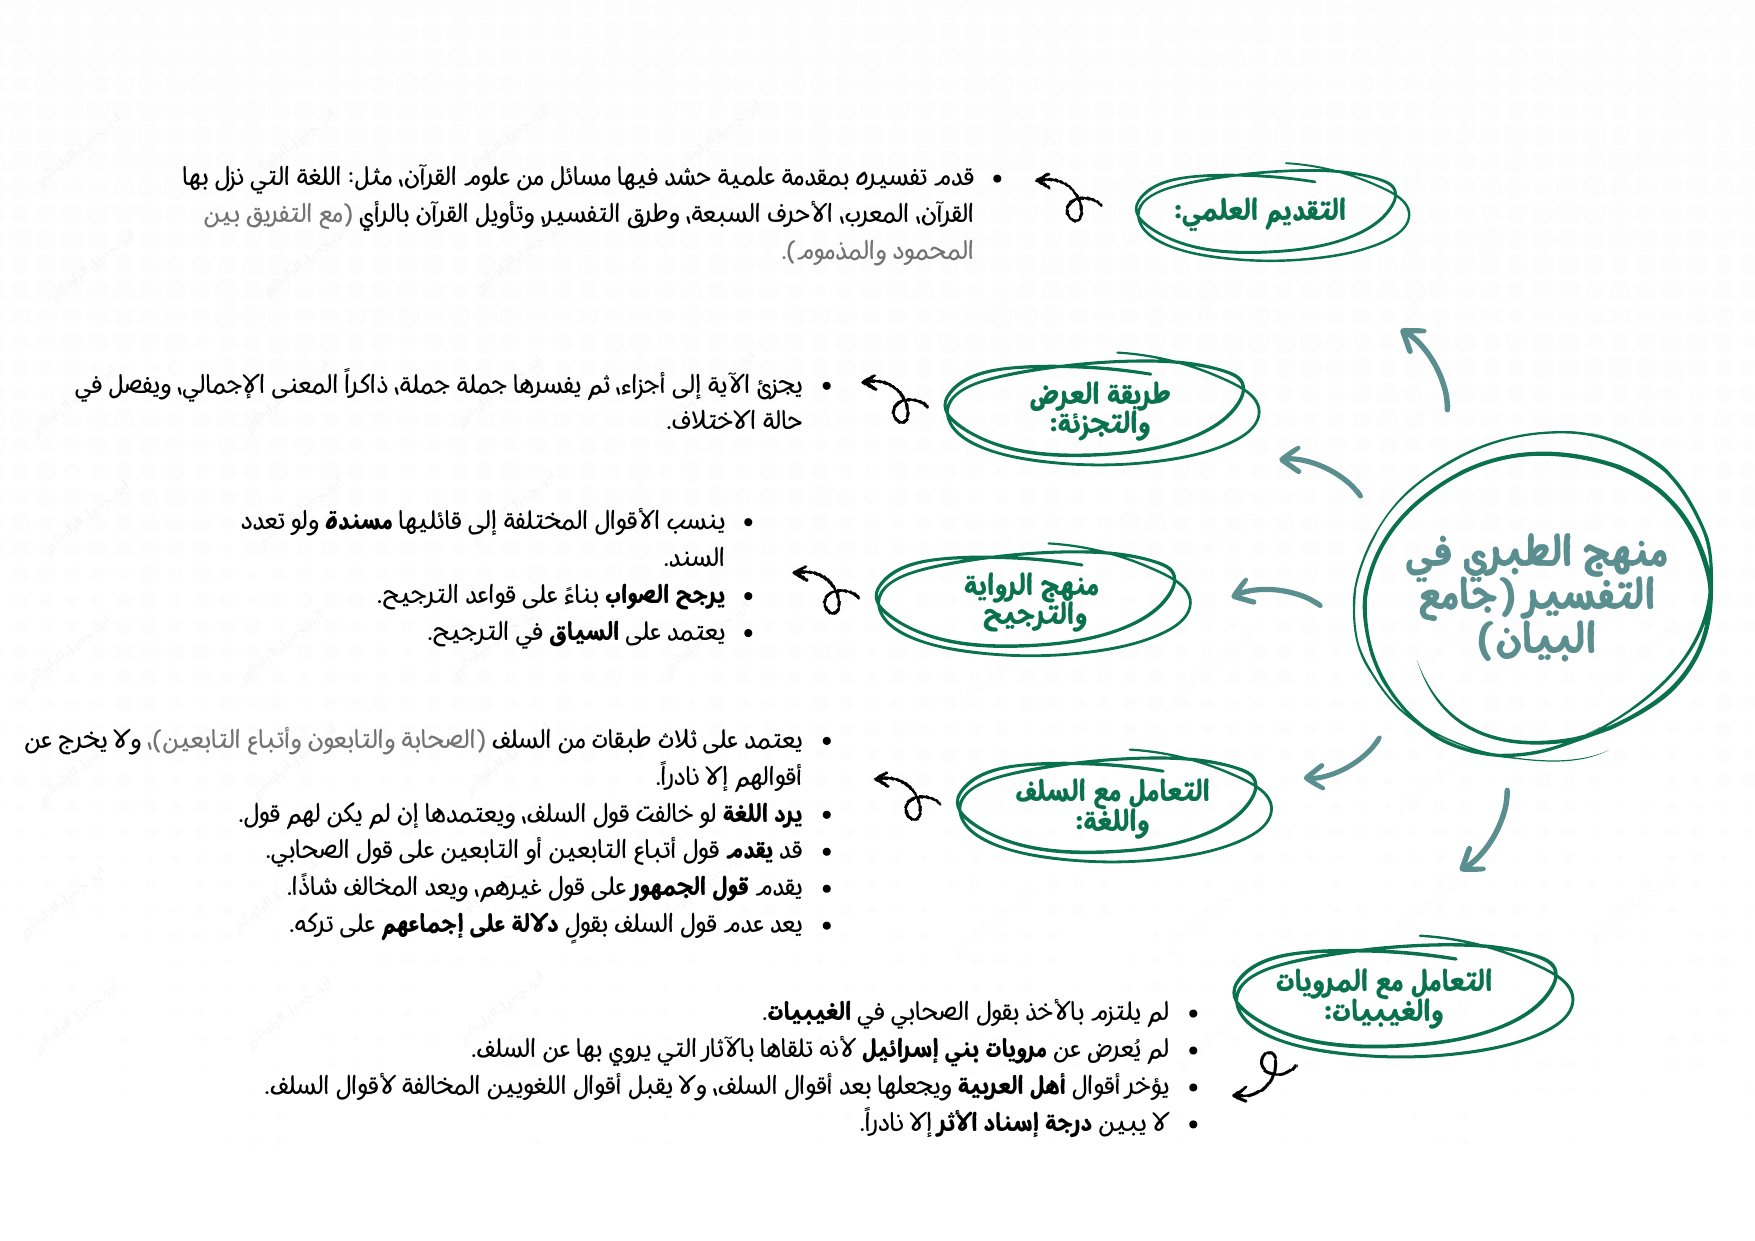 منهج الطبري في
التفسير (جامع
البيان)
التقديم العلمي:
• قدم تفسيره بمقدمة علمية حشد فيها مسائل من علوم القرآن، مثل: اللغة التي نزل بها
القرآن، المعرب، الأحرف السبعة، وطرق التفسير، وتأويل القرآن بالرأي (مع التفريق بين
المحمود والمذموم).
طريقة العرض
والتجزئة:
• يجزئ الآية إلى أجزاء، ثم يفسرها جملة جملة، ذاكراً المعنى الإجمالي، ويفصل في
حالة الاختلاف.
منهج الرواية
والترجيح
• ينسب الأقوال المختلفة إلى قائليها مسندة ولو تعدد
السند.
• يرجح الصواب بناءً على قواعد الترجيح.
• يعتمد على السياق في الترجيح.
التعامل مع السلف
واللغة:
• يعتمد على ثلاث طبقات من السلف (الصحابة والتابعون وأتباع التابعين)، ولا يخرج عن
أقوالهم إلا نادراً.
• يرد اللغة لو خالفت قول السلف، ويعتمدها إن لم يكن لهم قول.
• قد يقدم قول أتباع التابعين أو التابعين على قول الصحابي.
• يقدم قول الجمهور على قول غيرهم، ويعد المخالف شاذًا.
• يعد عدم قول السلف بقولٍ دلالة على إجماعهم على تركه.
التعامل مع المرويات
والغيبيات:
• لم يلتزم بالأخذ بقول الصحابي في الغيبيات.
• لم يُعرض عن مرويات بني إسرائيل لأنه تلقاها بالآثار التي يروي بها عن السلف.
• يؤخر أقوال أهل العربية ويجعلها بعد أقوال السلف، ولا يقبل أقوال اللغويين المخالفة لأقوال السلف.
• لا يبين درجة إسناد الأثر إلا نادراً.